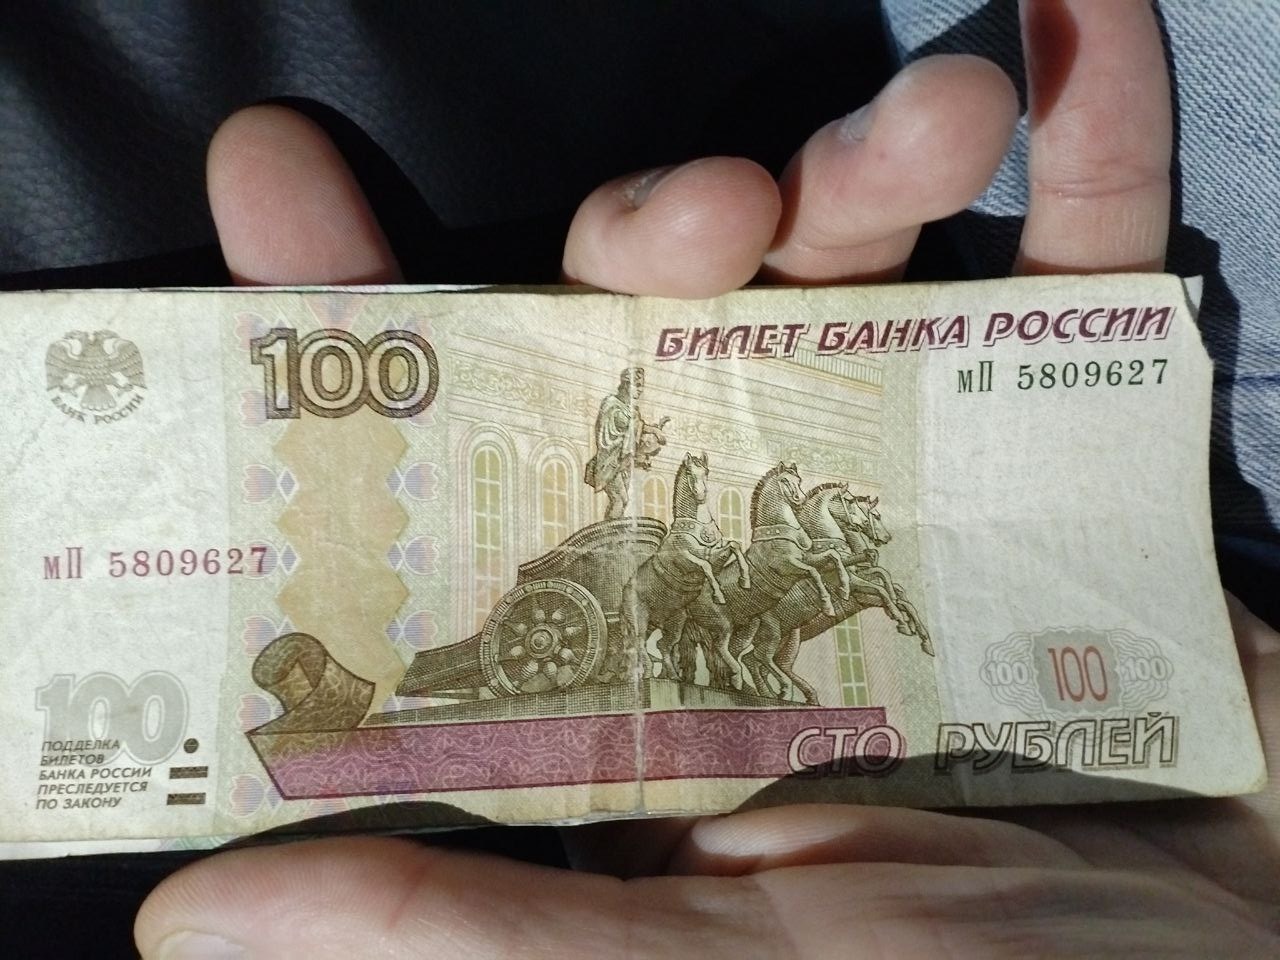 БАНК РОССИИ
100
БИЛЕТ БАНКА РОССИИ
мП 5809627
мП 5809627
100
100
100
100
ПОДДЕЛКА
БИЛЕТОВ
БАНКА РОССИИ
ПРЕСЛЕДУЕТСЯ
ПО ЗАКОНУ
СТО РУБЛЕЙ